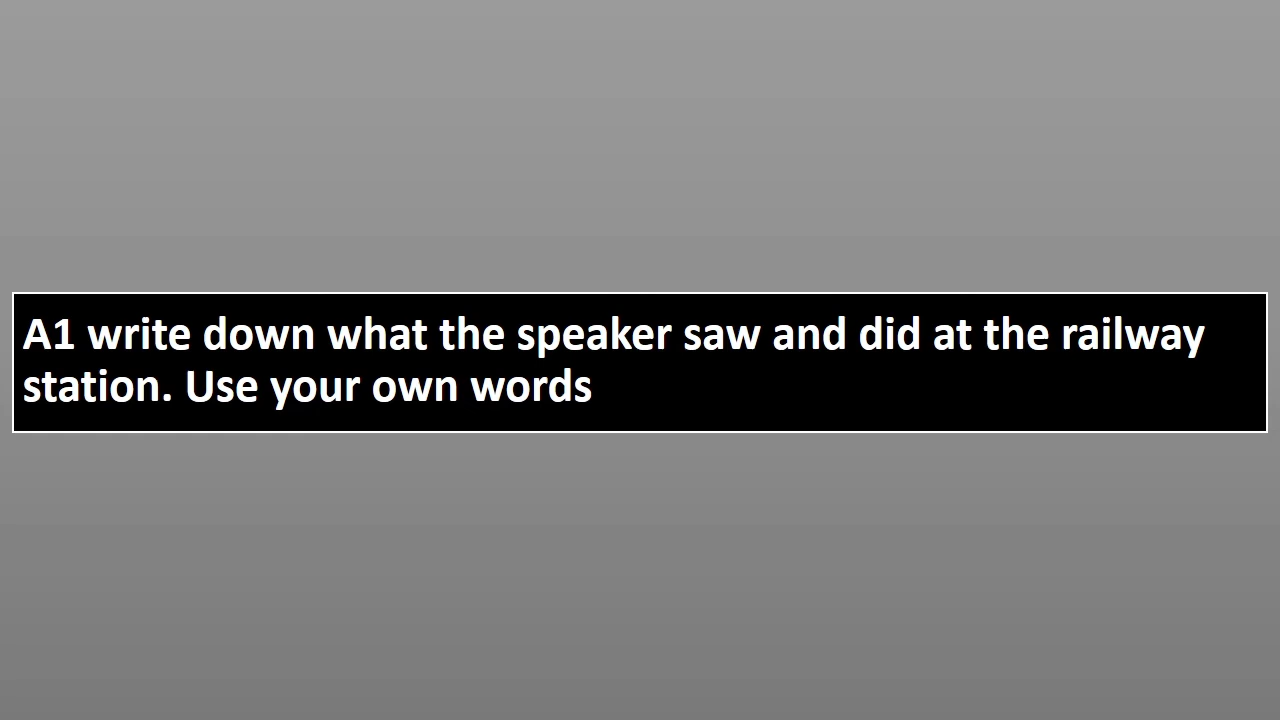 A1 write down what the speaker saw and did at the railway
station. Use your own words